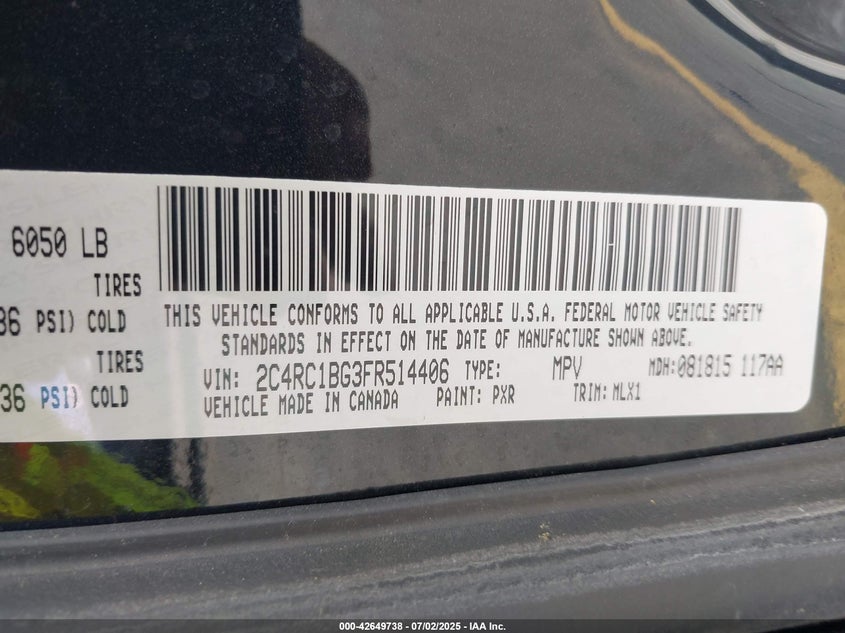 6050 LB
TIRES
36 PSI) COLD
TIRES
36 PSI) COLD
THIS VEHICLE CONFORMS TO ALL APPLICABLE U.S.A. FEDERAL MOTOR VEHICLE SAFETY
STANDARDS IN EFFECT ON THE DATE OF MANUFACTURE SHOWN ABOVE.
VIN: 2C4RC1BG3FR514406 TYPE: MPV MDH:081815 117AA
VEHICLE MADE IN CANADA PAINT: PXR TRIM: MLX1
000-42649738 - 07/02/2025 - IAA Inc.